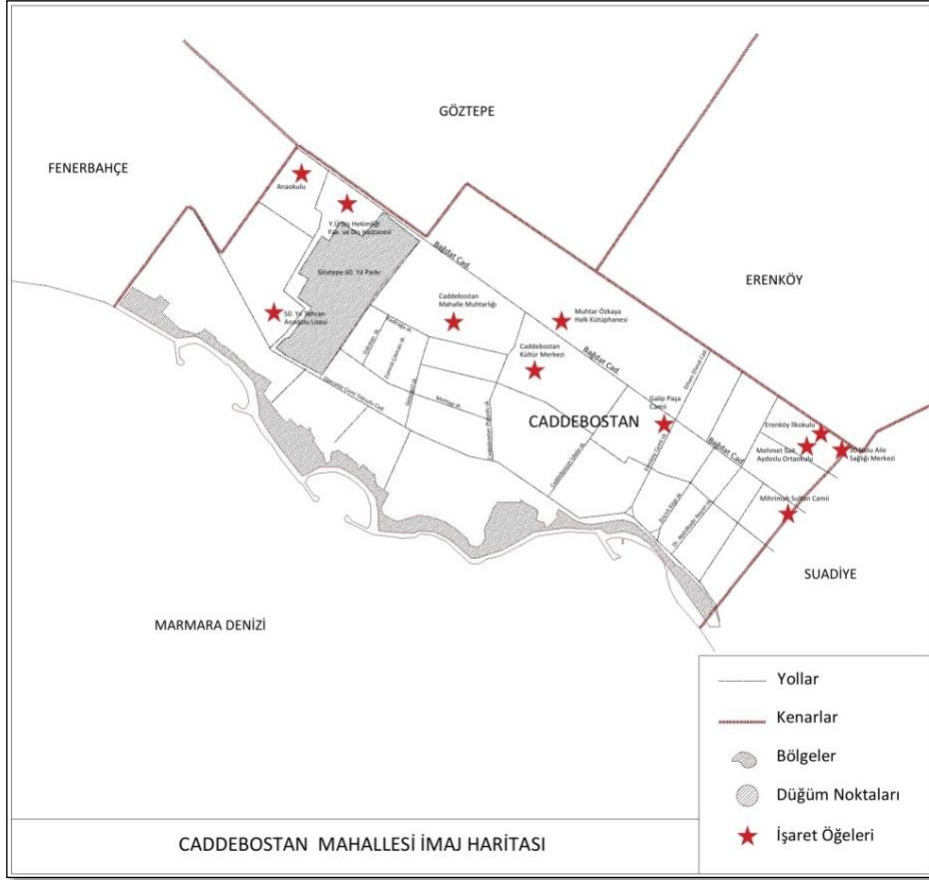 GÖZTEPE
FENERBAHÇE
Anaokulu
Y.Ü.Diş Hekimliği
Fak. ve Diş Hastanesi
Bağdat Cad.
Göztepe 60. Yıl Parkı
ERENKÖY
50. Yıl Tahran
Anadolu Lisesi
Caddebostan
Mahalle Muhtarlığı
Muhtar Özkaya
Halk Kütüphanesi
Caddebostan
Kültür Merkezi
Bağdat Cad.
Galip Paşa
Camii
CADDEBOSTAN
Bağdat Cad.
Erenköy İlkokulu
Mehmet Sait
Aydoslu Ortaokulu
30 Nolu Aile
Sağlığı Merkezi
Mihrimah Sultan Camii
SUADİYE
MARMARA DENİZİ
Yollar
Kenarlar
Bölgeler
Düğüm Noktaları
İşaret Öğeleri
CADDEBOSTAN MAHALLESİ İMAJ HARİTASI